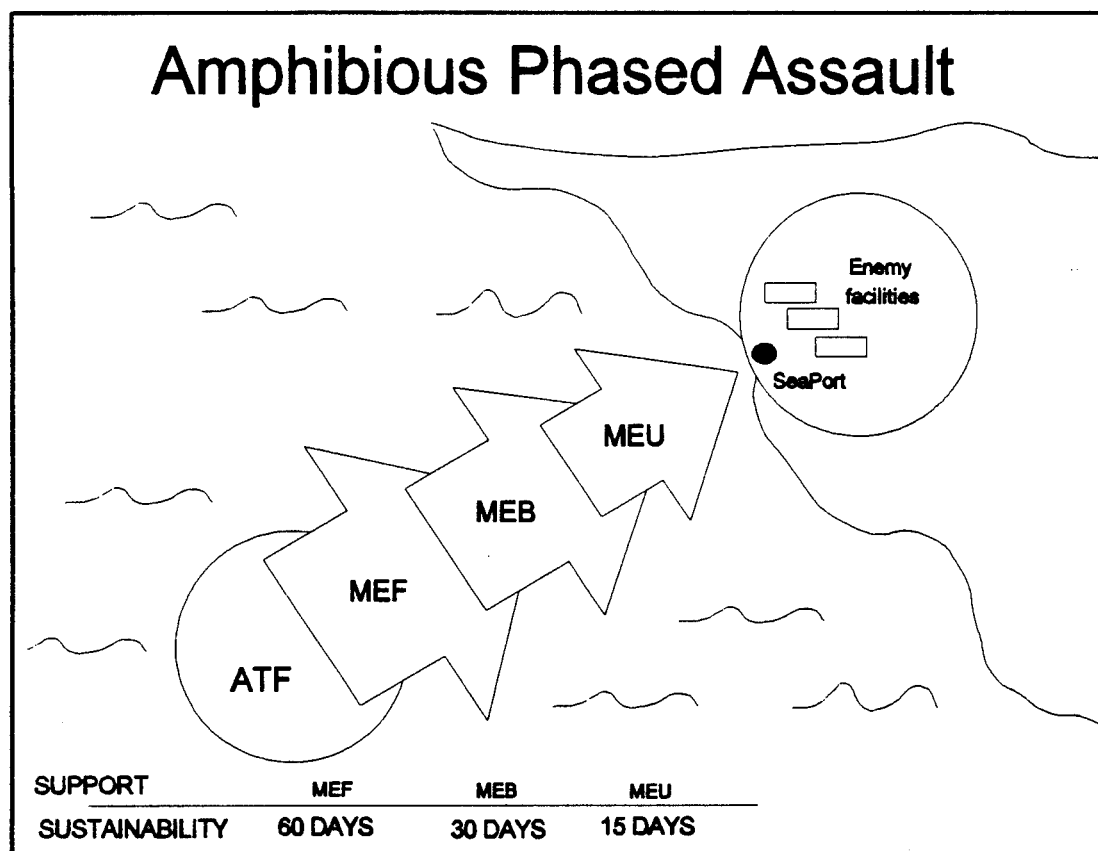 Amphibious Phased Assault
Enemy
facilities
SeaPort
MEU
MEB
MEF
ATF
SUPPORT MEF MEB MEU
SUSTAINABILITY 60 DAYS 30 DAYS 15 DAYS